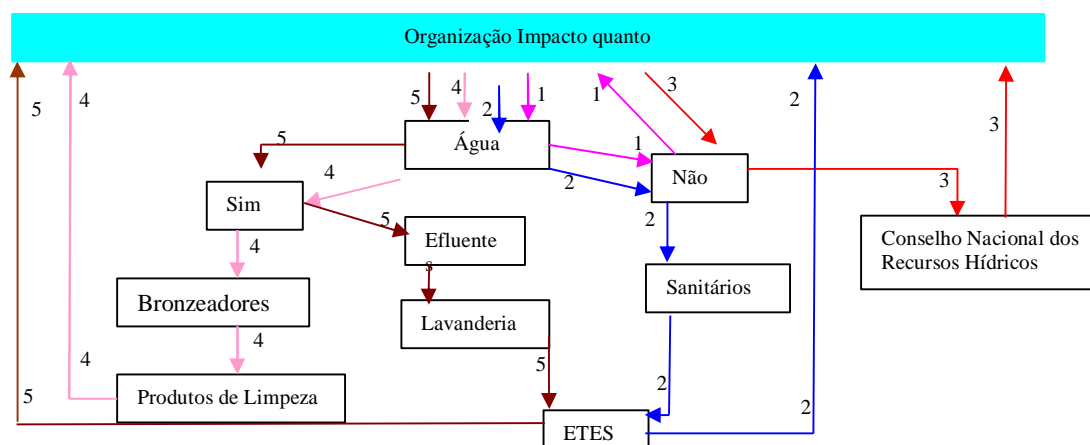 Organização Impacto quanto
5 4 2 1 1 3
5 4 2 3
Água
5 4 1 2
Não
3
Sim
5 2
Efluente
s
Conselho Nacional dos
Recursos Hídricos
4
Sanitários
Bronzeadores
Lavanderia
4
4
5
2
5
Produtos de Limpeza
2
ETES